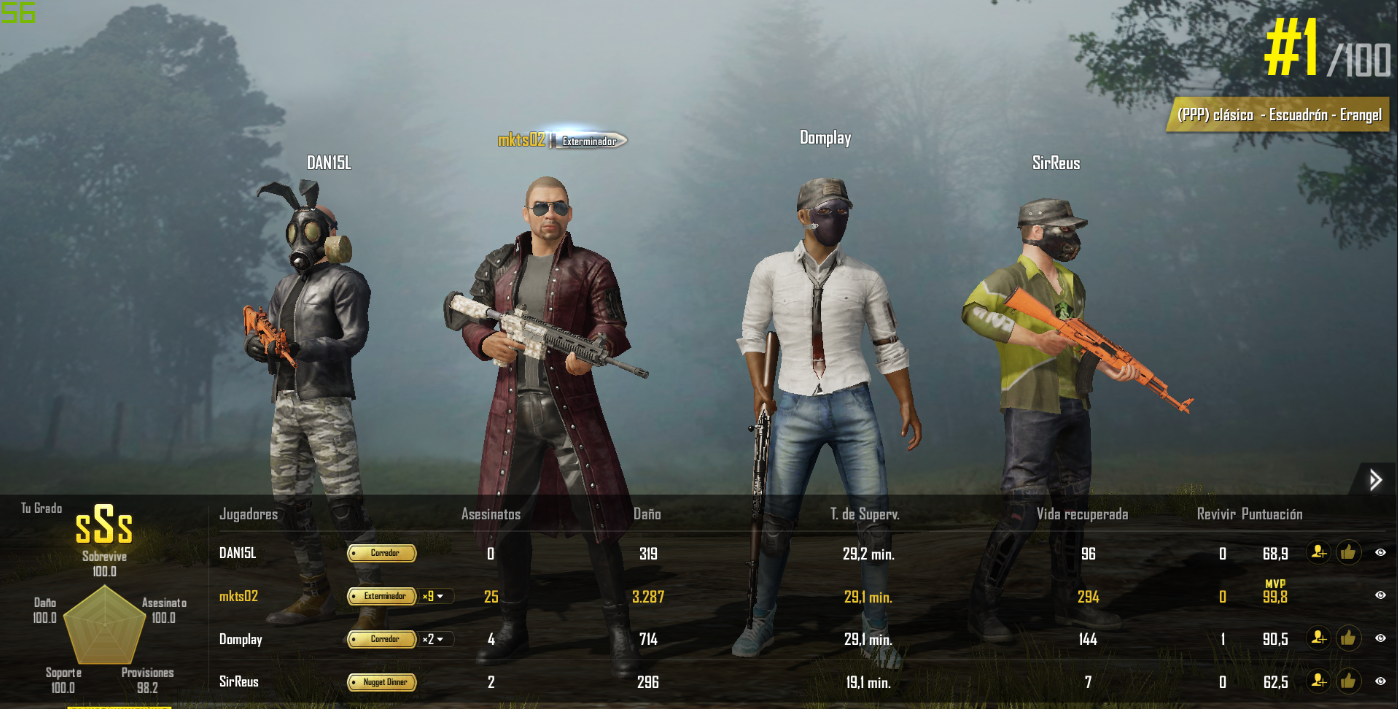 56
#1/100
(PPP) clásico - Escuadrón - Erangel
mkts02 Exterminador
Domplay
DAN15L
SirReus
Tu Grado
SSS
Sobrevive
100.0
Daño
100.0
Asesinato
100.0
Soporte
100.0
Provisiones
98.2
Jugadores Asesinatos Daño T. de Superv. Vida recuperada Revivir Puntuación
DAN15L Corredor 0 319 29,2 min. 96 0 68,9
MVP
mkts02 Exterminador ×9 25 3.287 29,1 min. 294 0 99,8
Domplay Corredor ×2 4 714 29,1 min. 144 1 90,5
SirReus Nugget Dinner 2 296 19,1 min. 7 0 62,5